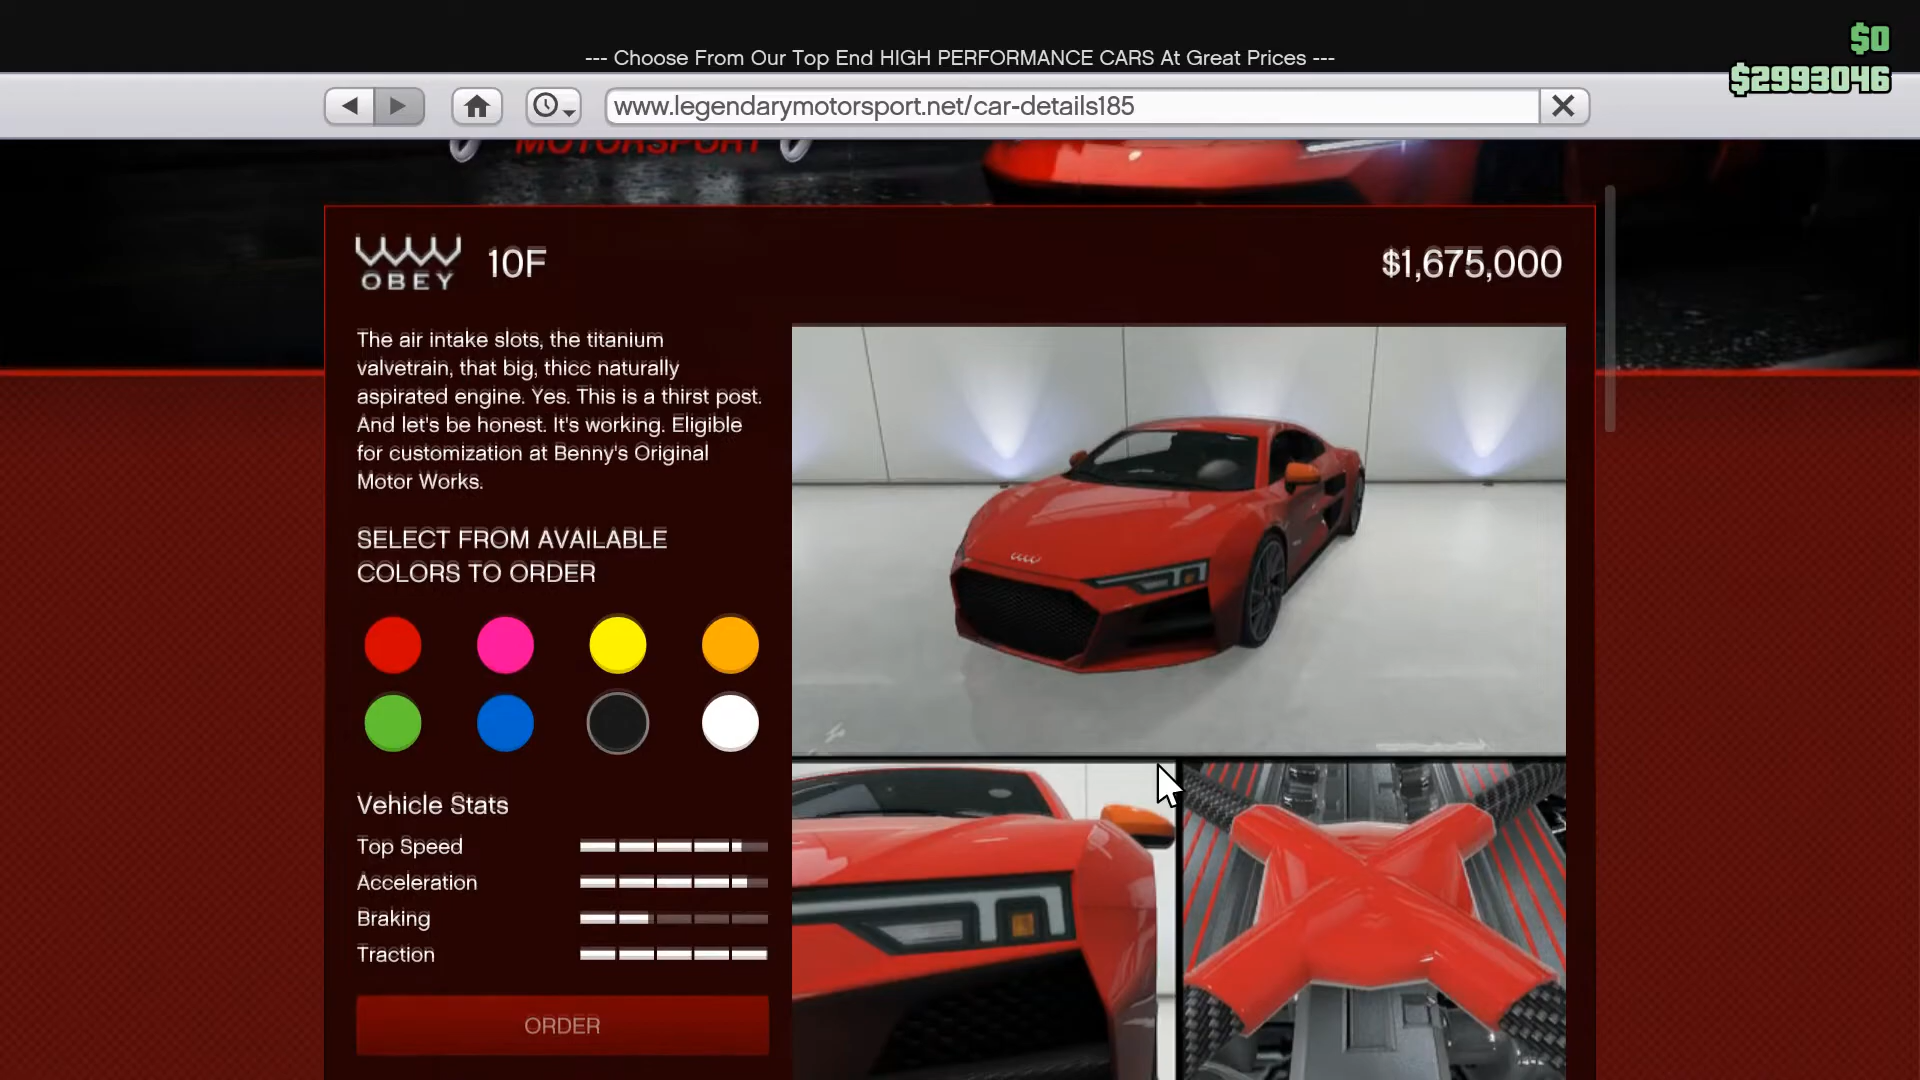 --- Choose From Our Top End HIGH PERFORMANCE CARS At Great Prices ---
$0
$2993046
www.legendarymotorsport.net/car-details185
MOTORSPORT
OBEY
10F
$1,675,000
The air intake slots, the titanium
valvetrain, that big, thicc naturally
aspirated engine. Yes. This is a thirst post.
And let's be honest. It's working. Eligible
for customization at Benny's Original
Motor Works.
SELECT FROM AVAILABLE
COLORS TO ORDER
Vehicle Stats
Top Speed
Acceleration
Braking
Traction
ORDER